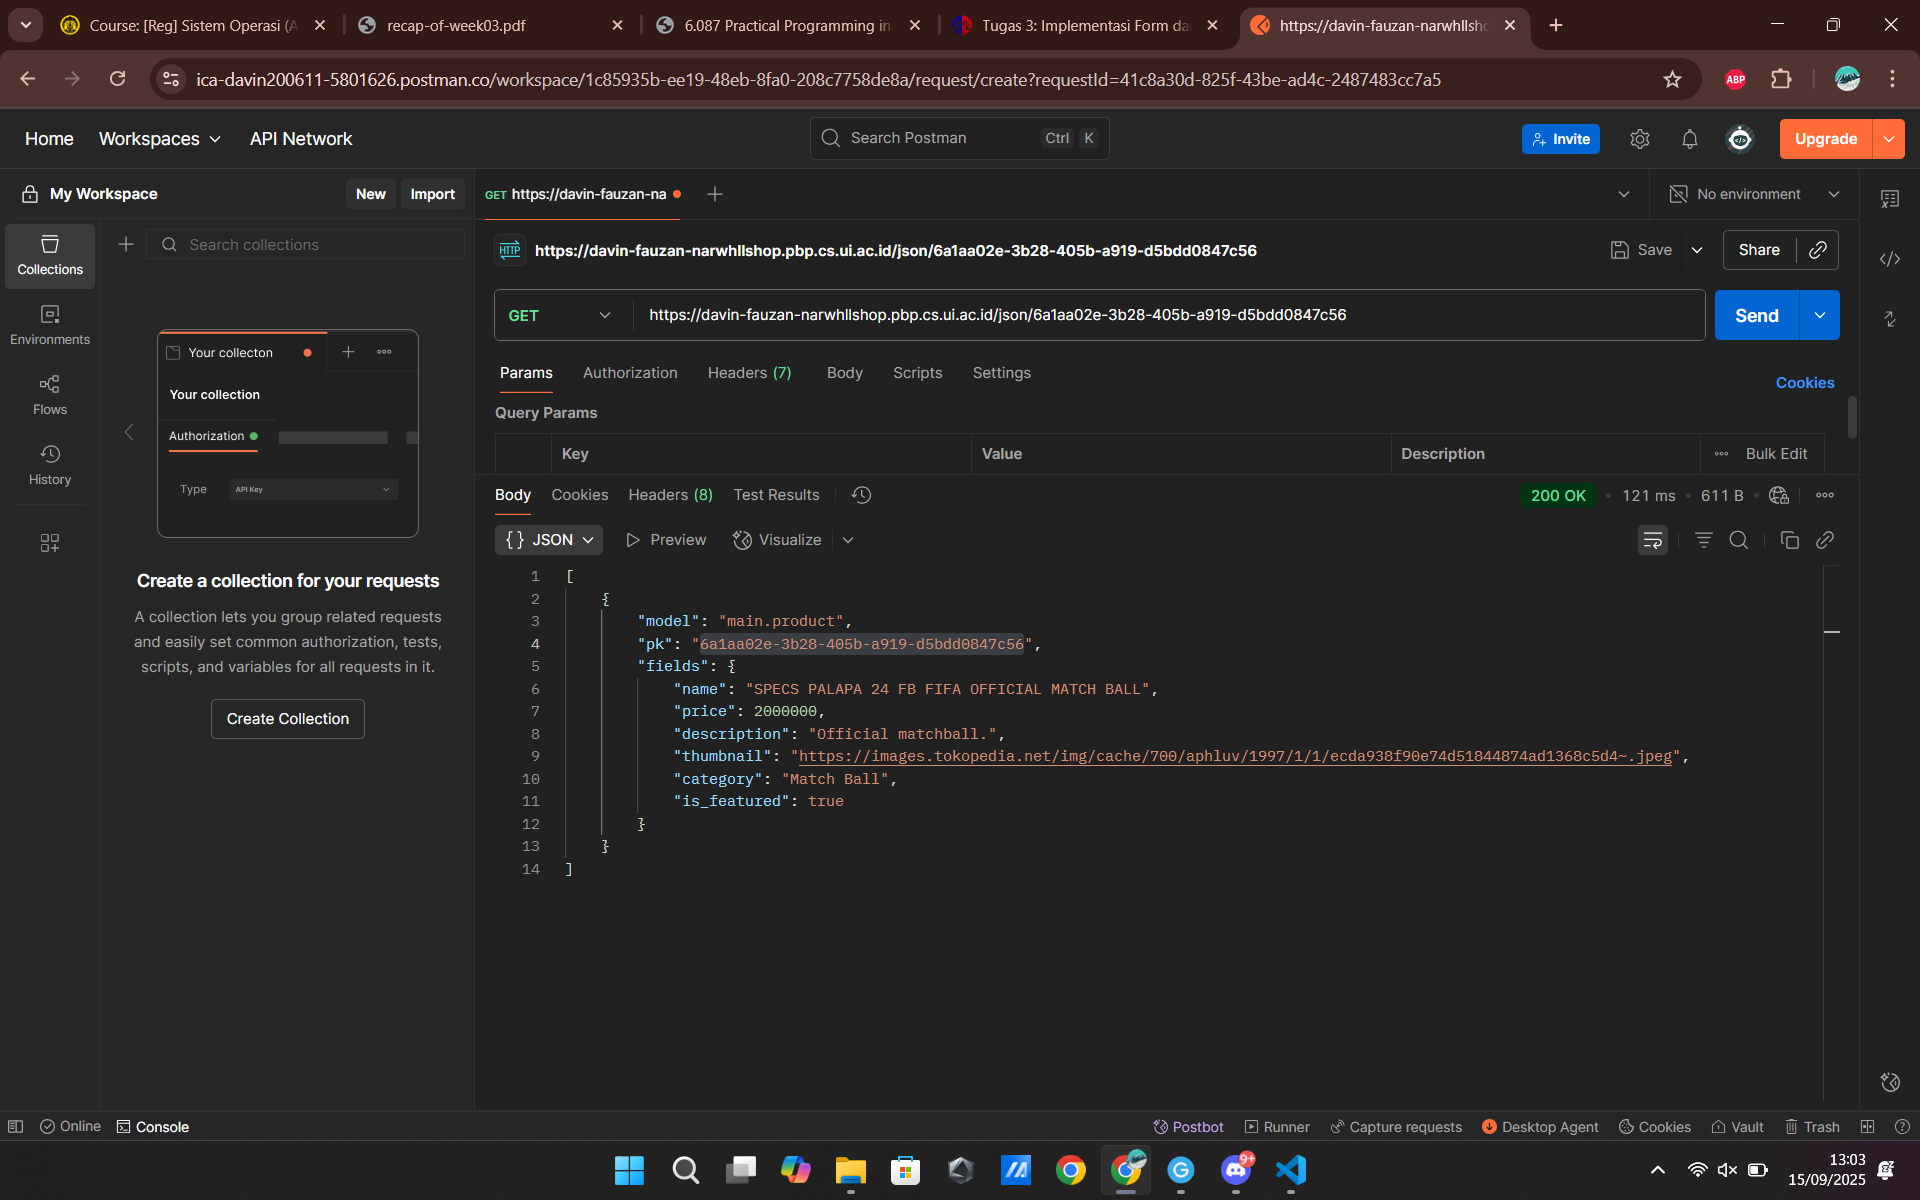 Course: [Reg] Sistem Operasi (A
recap-of-week03.pdf
6.087 Practical Programming in
Tugas 3: Implementasi Form da
https://davin-fauzan-narwhllsho
ica-davin200611-5801626.postman.co/workspace/1c85935b-ee19-48eb-8fa0-208c7758de8a/request/create?requestId=41c8a30d-825f-43be-ad4c-2487483cc7a5
ABP
Home
Workspaces
API Network
Search Postman
Ctrl K
Invite
Upgrade
My Workspace
New
Import
GET https://davin-fauzan-na
No environment
Collections
Search collections
HTTP
https://davin-fauzan-narwhllshop.pbp.cs.ui.ac.id/json/6a1aa02e-3b28-405b-a919-d5bdd0847c56
Save
Share
Environments
GET
https://davin-fauzan-narwhllshop.pbp.cs.ui.ac.id/json/6a1aa02e-3b28-405b-a919-d5bdd0847c56
Send
Your collecton
Your collection
Authorization
Type
API Key
Flows
History
Params
Authorization
Headers (7)
Body
Scripts
Settings
Cookies
Query Params
Key
Value
Description
Bulk Edit
Body
Cookies
Headers (8)
Test Results
200 OK
121 ms
611 B
{} JSON
Preview
Visualize
1 [
2 {
3 "model": "main.product",
4 "pk": "6a1aa02e-3b28-405b-a919-d5bdd0847c56",
5 "fields": {
6 "name": "SPECS PALAPA 24 FB FIFA OFFICIAL MATCH BALL",
7 "price": 2000000,
8 "description": "Official matchball.",
9 "thumbnail": "https://images.tokopedia.net/img/cache/700/aphluv/1997/1/1/ecda938f90e74d51844874ad1368c5d4~.jpeg",
10 "category": "Match Ball",
11 "is_featured": true
12 }
13 }
14 ]
Create a collection for your requests
A collection lets you group related requests
and easily set common authorization, tests,
scripts, and variables for all requests in it.
Create Collection
Online
Console
Postbot
Runner
Capture requests
Desktop Agent
Cookies
Vault
Trash
9+
13:03
15/09/2025